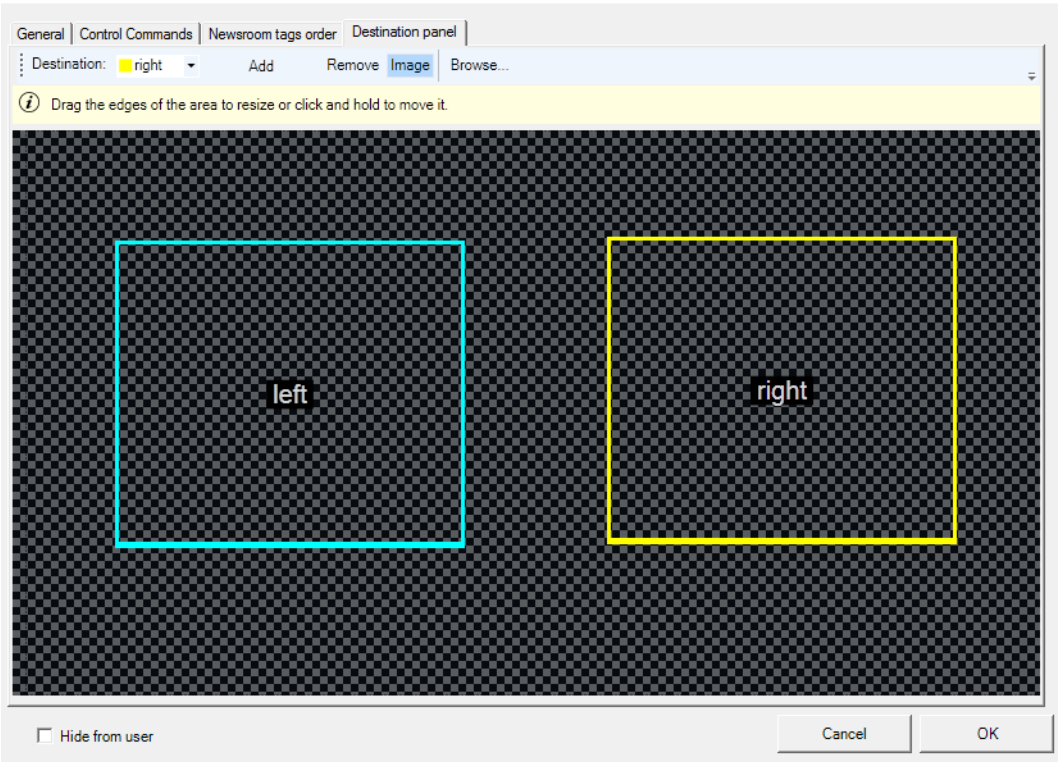 General Control Commands Newsroom tags order Destination panel
Destination: right Add Remove Image Browse...
Drag the edges of the area to resize or click and hold to move it.
left
right
Hide from user Cancel OK